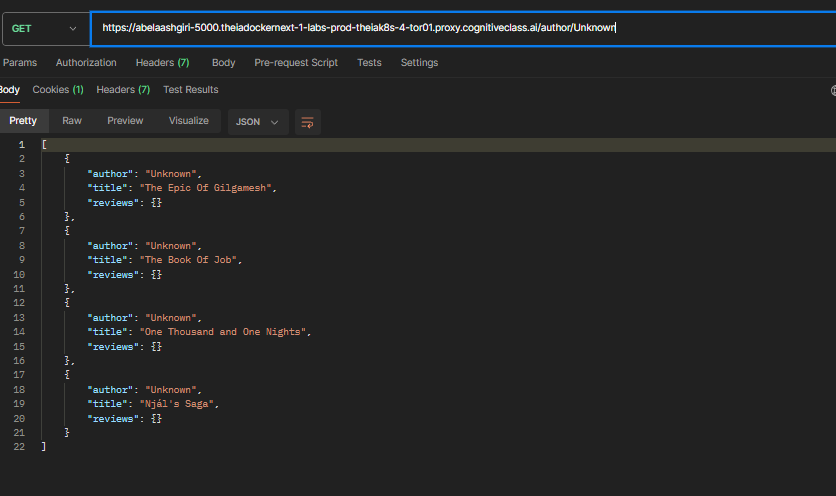 GET https://abelaashgiri-5000.theiadockernext-1-labs-prod-theiak8s-4-tor01.proxy.cognitiveclass.ai/author/Unknown
Params Authorization Headers (7) Body Pre-request Script Tests Settings
Body Cookies (1) Headers (7) Test Results
Pretty Raw Preview Visualize JSON
1 [
2 {
3 "author": "Unknown",
4 "title": "The Epic Of Gilgamesh",
5 "reviews": {}
6 },
7 {
8 "author": "Unknown",
9 "title": "The Book Of Job",
10 "reviews": {}
11 },
12 {
13 "author": "Unknown",
14 "title": "One Thousand and One Nights",
15 "reviews": {}
16 },
17 {
18 "author": "Unknown",
19 "title": "Njál's Saga",
20 "reviews": {}
21 }
22 ]